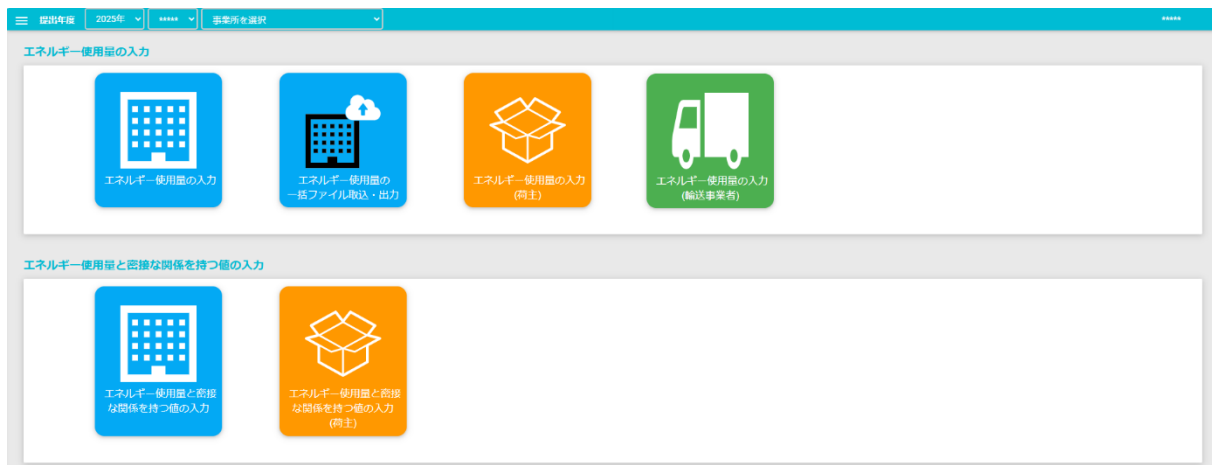 提出年度 2025年 ***** 事業所を選択 *****
エネルギー使用量の入力
エネルギー使用量の入力
エネルギー使用量の
一括ファイル取込・出力
エネルギー使用量の入力
(荷主)
エネルギー使用量の入力
(輸送事業者)
エネルギー使用量と密接な関係を持つ値の入力
エネルギー使用量と密接
な関係を持つ値の入力
エネルギー使用量と密接
な関係を持つ値の入力
(荷主)